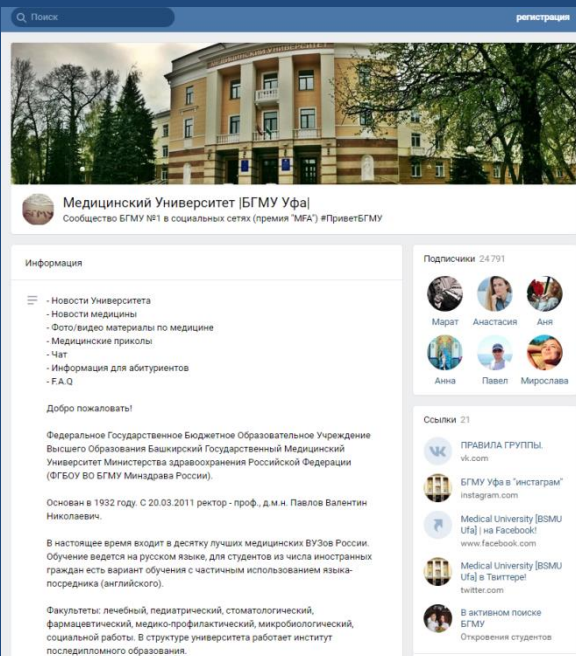 Поиск
регистрация
МЕДИЦИНСКИЙ УНИВЕРСИТЕТ
Медицинский Университет |БГМУ Уфа|
Сообщество БГМУ №1 в социальных сетях (премия "MFA") #ПриветБГМУ
Информация
- Новости Университета
- Новости медицины
- Фото/видео материалы по медицине
- Медицинские приколы
- Чат
- Информация для абитуриентов
- F.A.Q
Добро пожаловать!
Федеральное Государственное Бюджетное Образовательное Учреждение
Высшего Образования Башкирский Государственный Медицинский
Университет Министерства здравоохранения Российской Федерации
(ФГБОУ ВО БГМУ Минздрава России).
Основан в 1932 году. С 20.03.2011 ректор - проф., д.м.н. Павлов Валентин
Николаевич.
В настоящее время входит в десятку лучших медицинских ВУЗов России.
Обучение ведется на русском языке, для студентов из числа иностранных
граждан есть вариант обучения с частичным использованием языка-
посредника (английского).
Факультеты: лечебный, педиатрический, стоматологический,
фармацевтический, медико-профилактический, микробиологический,
социальной работы. В структуре университета работает институт
последипломного образования.
Подписчики 24 791
Марат Анастасия Аня
Анна Павел Мирослава
Ссылки 21
ПРАВИЛА ГРУППЫ.
vk.com
БГМУ Уфа в "инстаграм"
instagram.com
Medical University [BSMU
Ufa] | на Facebook!
www.facebook.com
Medical University [BSMU
Ufa] в Твиттере!
twitter.com
В активном поиске
БГМУ
Откровения студентов